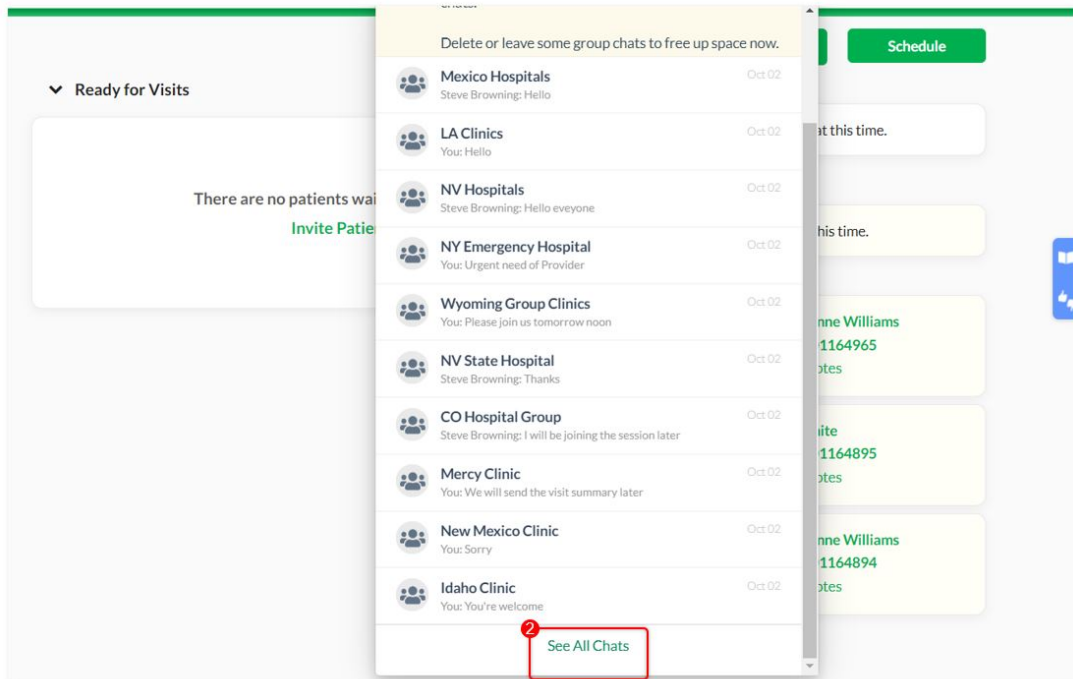 chats.
Delete or leave some group chats to free up space now.
Schedule
Ready for Visits
There are no patients wai
Invite Patie
Mexico Hospitals
Oct 02
Steve Browning: Hello
LA Clinics
Oct 02
You: Hello
NV Hospitals
Oct 02
Steve Browning: Hello eveyone
NY Emergency Hospital
Oct 02
You: Urgent need of Provider
Wyoming Group Clinics
Oct 02
You: Please join us tomorrow noon
NV State Hospital
Oct 02
Steve Browning: Thanks
CO Hospital Group
Oct 02
Steve Browning: I will be joining the session later
Mercy Clinic
Oct 02
You: We will send the visit summary later
New Mexico Clinic
Oct 02
You: Sorry
Idaho Clinic
Oct 02
You: You're welcome
2
See All Chats
at this time.
his time.
nne Williams
1164965
otes
ite
1164895
otes
nne Williams
1164894
otes